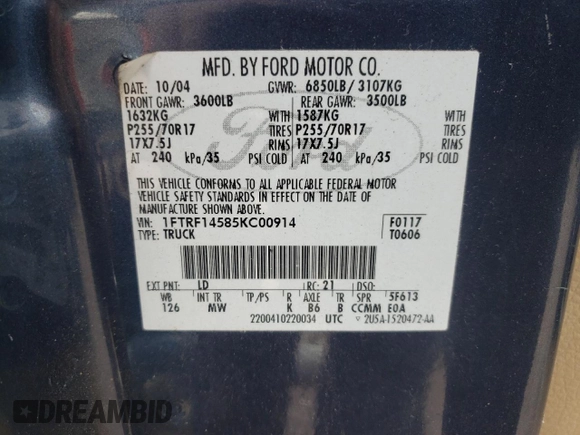 MFD. BY FORD MOTOR CO.
DATE: 10/04 GVWR: 6850LB/ 3107KG
FRONT GAWR: 3600LB REAR GAWR: 3500LB
1632KG WITH 1587KG WITH
P255/70R17 TIRES P255/70R17 TIRES
17X7.5J RIMS 17X7.5J RIMS
AT 240 kPa/35 PSI COLD AT 240 kPa/35 PSI COLD
Ford
THIS VEHICLE CONFORMS TO ALL APPLICABLE FEDERAL MOTOR
VEHICLE SAFETY STANDARDS IN EFFECT ON THE DATE OF
MANUFACTURE SHOWN ABOVE.
VIN: 1FTRF14585KC00914 F0117
TYPE: TRUCK T0606
EXT PNT: LD RC: 21 DSO:
WB INT TR TP/PS R AXLE TR SPR 5F613
126 MW K B6 B CCMM E0A
2200410220034 UTC 2U5A-1520472-AA
DREAMBID